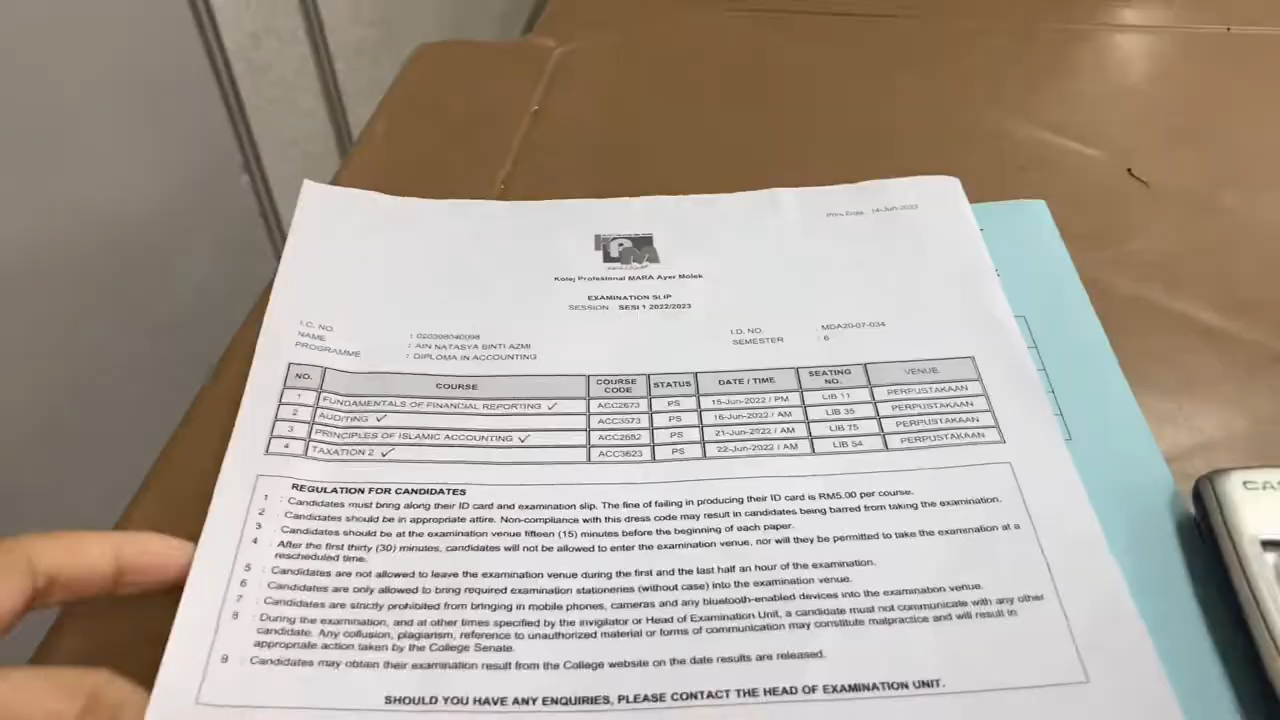 Print Date : 14-Jun-2022
KPM
Kolej Profesional MARA Ayer Molek
EXAMINATION SLIP
SESSION : SESI 1 2022/2023
I.C. NO. : 020398040098
NAME : AIN NATASYA BINTI AZMI
PROGRAMME : DIPLOMA IN ACCOUNTING
I.D. NO. : MDA20-07-034
SEMESTER : 6
NO. COURSE COURSE CODE STATUS DATE / TIME SEATING NO. VENUE
1 FUNDAMENTALS OF FINANCIAL REPORTING ✓ ACC2673 PS 15-Jun-2022 / PM LIB 11 PERPUSTAKAAN
2 AUDITING ✓ ACC3573 PS 16-Jun-2022 / AM LIB 35 PERPUSTAKAAN
3 PRINCIPLES OF ISLAMIC ACCOUNTING ✓ ACC2682 PS 21-Jun-2022 / AM LIB 75 PERPUSTAKAAN
4 TAXATION 2 ✓ ACC3623 PS 22-Jun-2022 / AM LIB 54 PERPUSTAKAAN
REGULATION FOR CANDIDATES
1 : Candidates must bring along their ID card and examination slip. The fine of failing in producing their ID card is RM5.00 per course.
2 : Candidates should be in appropriate attire. Non-compliance with this dress code may result in candidates being barred from taking the examination.
3 : Candidates should be at the examination venue fifteen (15) minutes before the beginning of each paper.
4 : After the first thirty (30) minutes, candidates will not be allowed to enter the examination venue, nor will they be permitted to take the examination at a
rescheduled time.
5 : Candidates are not allowed to leave the examination venue during the first and the last half an hour of the examination.
6 : Candidates are only allowed to bring required examination stationeries (without case) into the examination venue.
7 : Candidates are strictly prohibited from bringing in mobile phones, cameras and any bluetooth-enabled devices into the examination venue.
8 : During the examination, and at other times specified by the invigilator or Head of Examination Unit, a candidate must not communicate with any other
candidate. Any collusion, plagiarism, reference to unauthorized material or forms of communication may constitute malpractice and will result in
appropriate action taken by the College Senate.
9 : Candidates may obtain their examination result from the College website on the date results are released.
SHOULD YOU HAVE ANY ENQUIRIES, PLEASE CONTACT THE HEAD OF EXAMINATION UNIT.
CAS